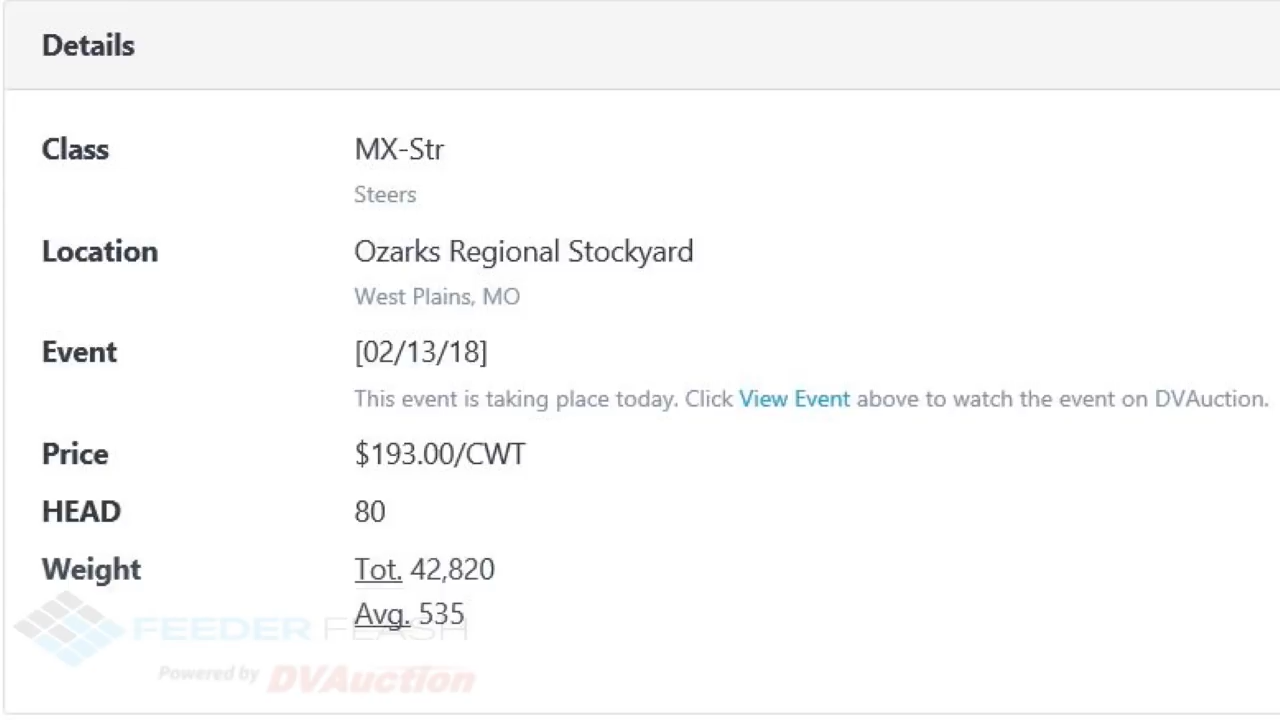 Details
Class MX-Str
Steers
Location Ozarks Regional Stockyard
West Plains, MO
Event [02/13/18]
This event is taking place today. Click View Event above to watch the event on DVAuction.
Price $193.00/CWT
HEAD 80
Weight Tot. 42,820
Avg. 535
FEEDER FLASH
Powered by DVAuction